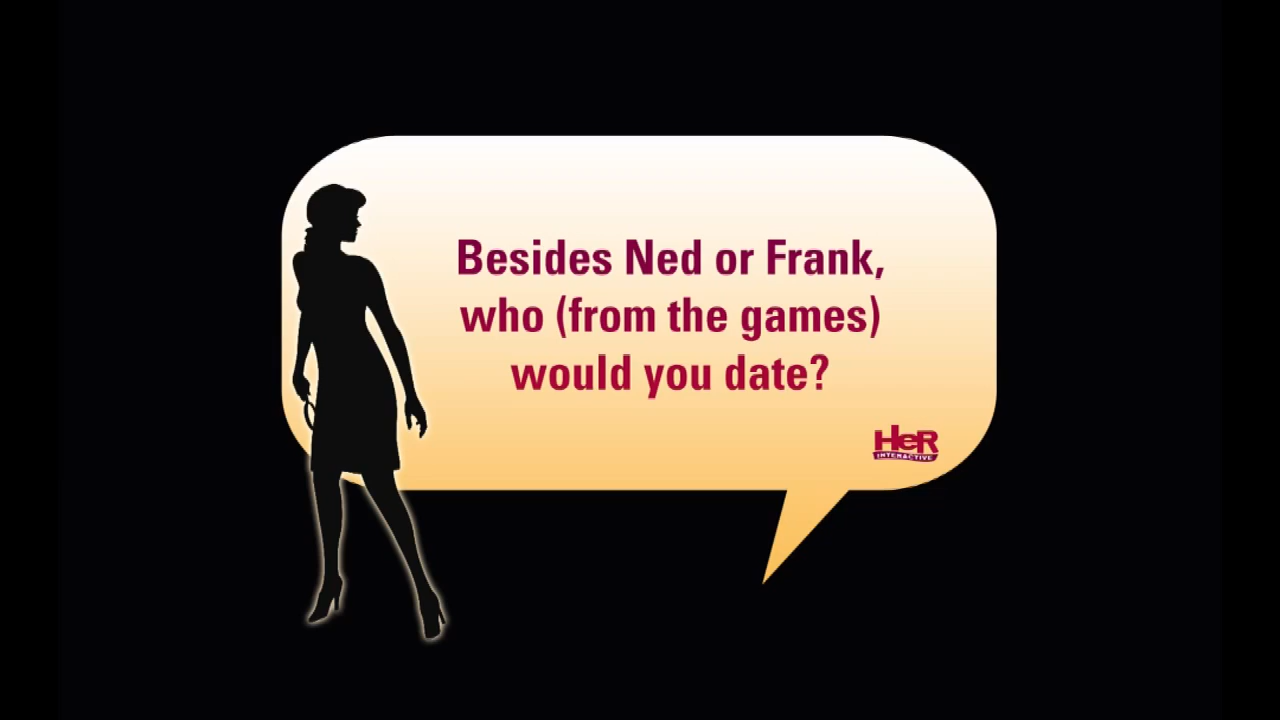 Besides Ned or Frank,
who (from the games)
would you date?
HeR
INTERACTIVE